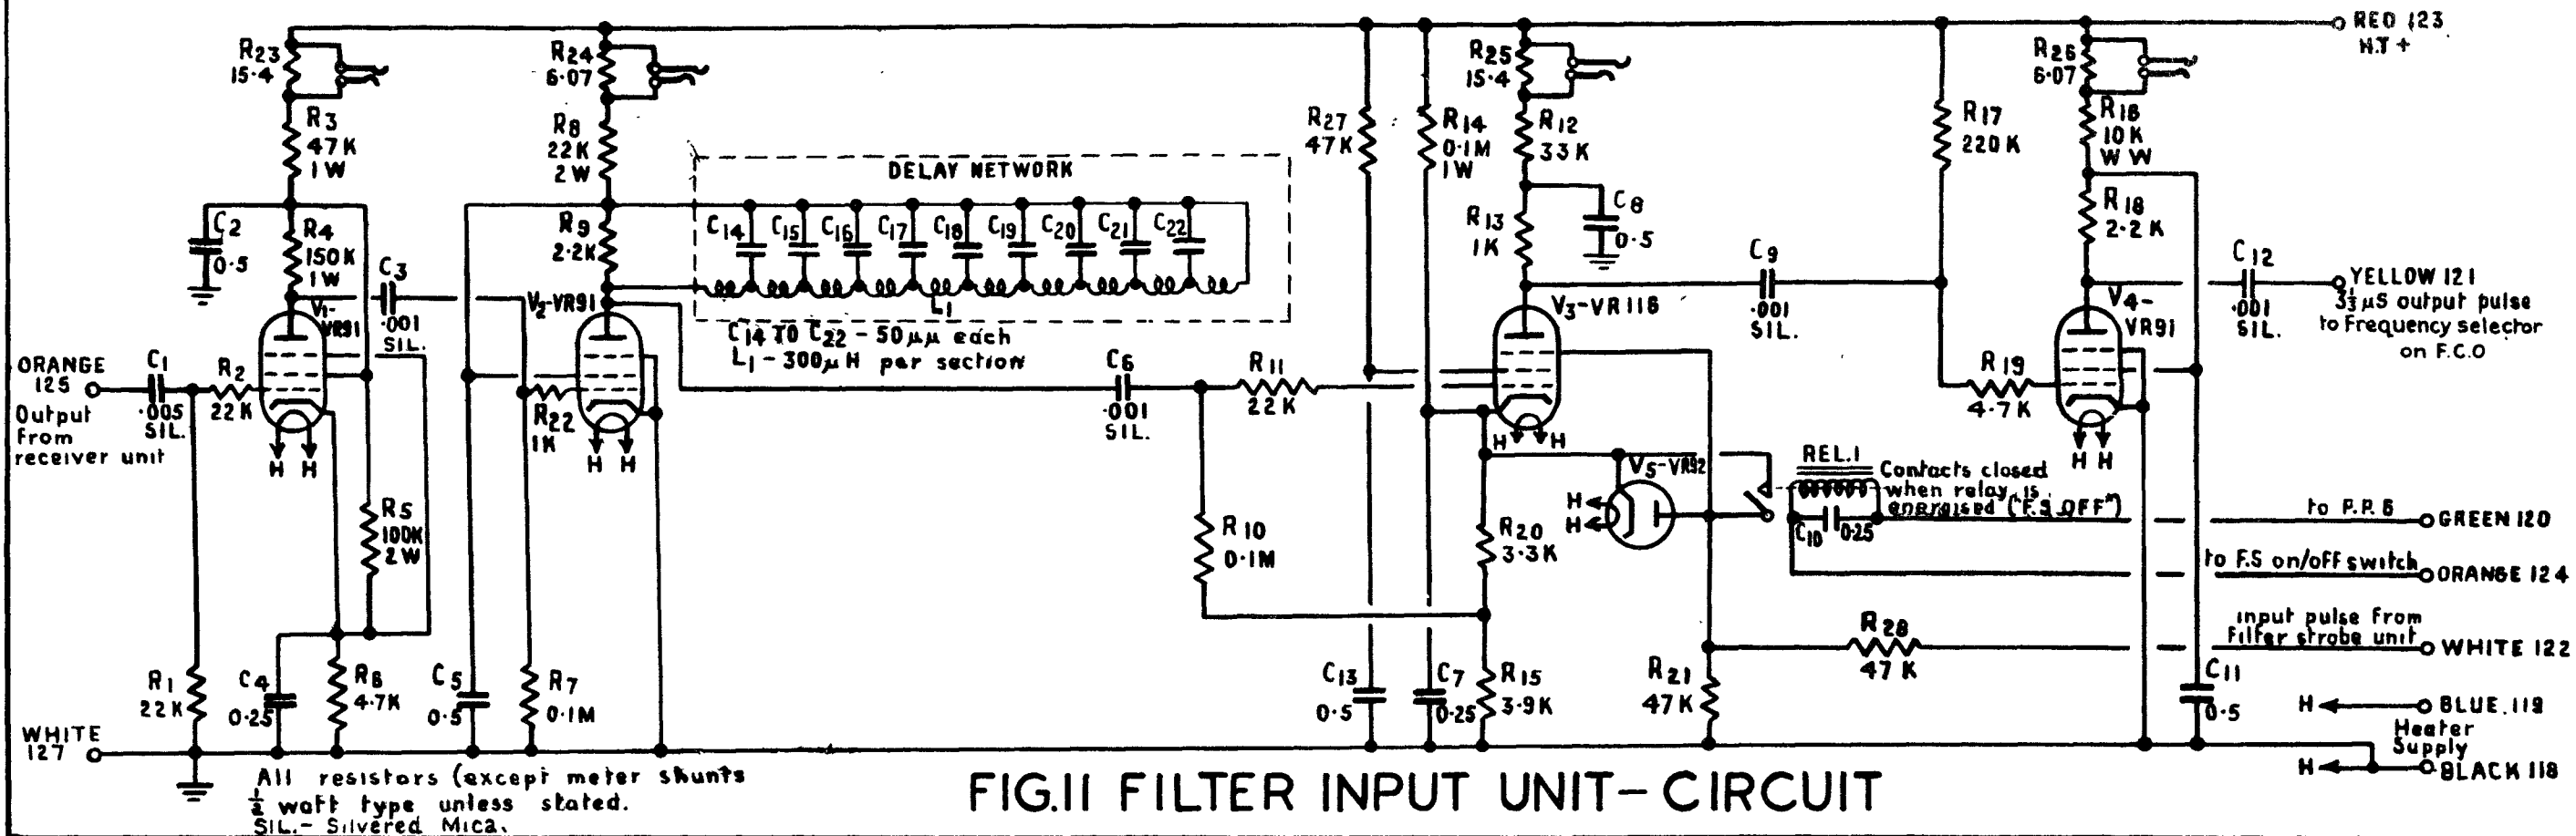 R23
15.4
R3
47K
1W
C2
0.5
R4
150K
1W
C3
.001
SIL.
V1-
VR91
ORANGE
125
Output
from
receiver unit
C1
.005
SIL.
R2
22K
H H
R5
100K
2W
R1
22K
C4
0.25
R6
4.7K
WHITE
127
R24
6.07
R8
22K
2W
R9
2.2K
V2-VR91
R22
1K
H H
C5
0.5
R7
0.1M
DELAY NETWORK
C14 C15 C16 C17 C18 C19 C20 C21 C22
L1
C14 TO C22 - 50μμ each
L1 - 300μH per section
C6
.001
SIL.
R11
22K
R10
0.1M
R27
47K
R14
0.1M
1W
R25
15.4
R12
33K
R13
1K
C8
0.5
V3-VR116
H H
C9
.001
SIL.
V5-VR92
H
H
R20
3.3K
C13
0.5
C7
0.25
R15
3.9K
R21
47K
R28
47K
REL.1
Contacts closed
when relay is
energised ("F.S OFF")
C10 0.25
R17
220K
R19
4.7K
R26
6.07
R16
10K
WW
R18
2.2K
V4-
VR91
H H
C12
.001
SIL.
C11
0.5
RED 123
H.T +
YELLOW 121
3⅓ μS output pulse
to Frequency selector
on F.C.O
to P.P.6
GREEN 120
to F.S on/off switch
ORANGE 124
input pulse from
Filter strobe unit
WHITE 122
H BLUE.119
Heater
Supply
H BLACK 118
All resistors (except meter shunts
½ watt type unless stated.
SIL.- Silvered Mica.
FIG.11 FILTER INPUT UNIT-CIRCUIT